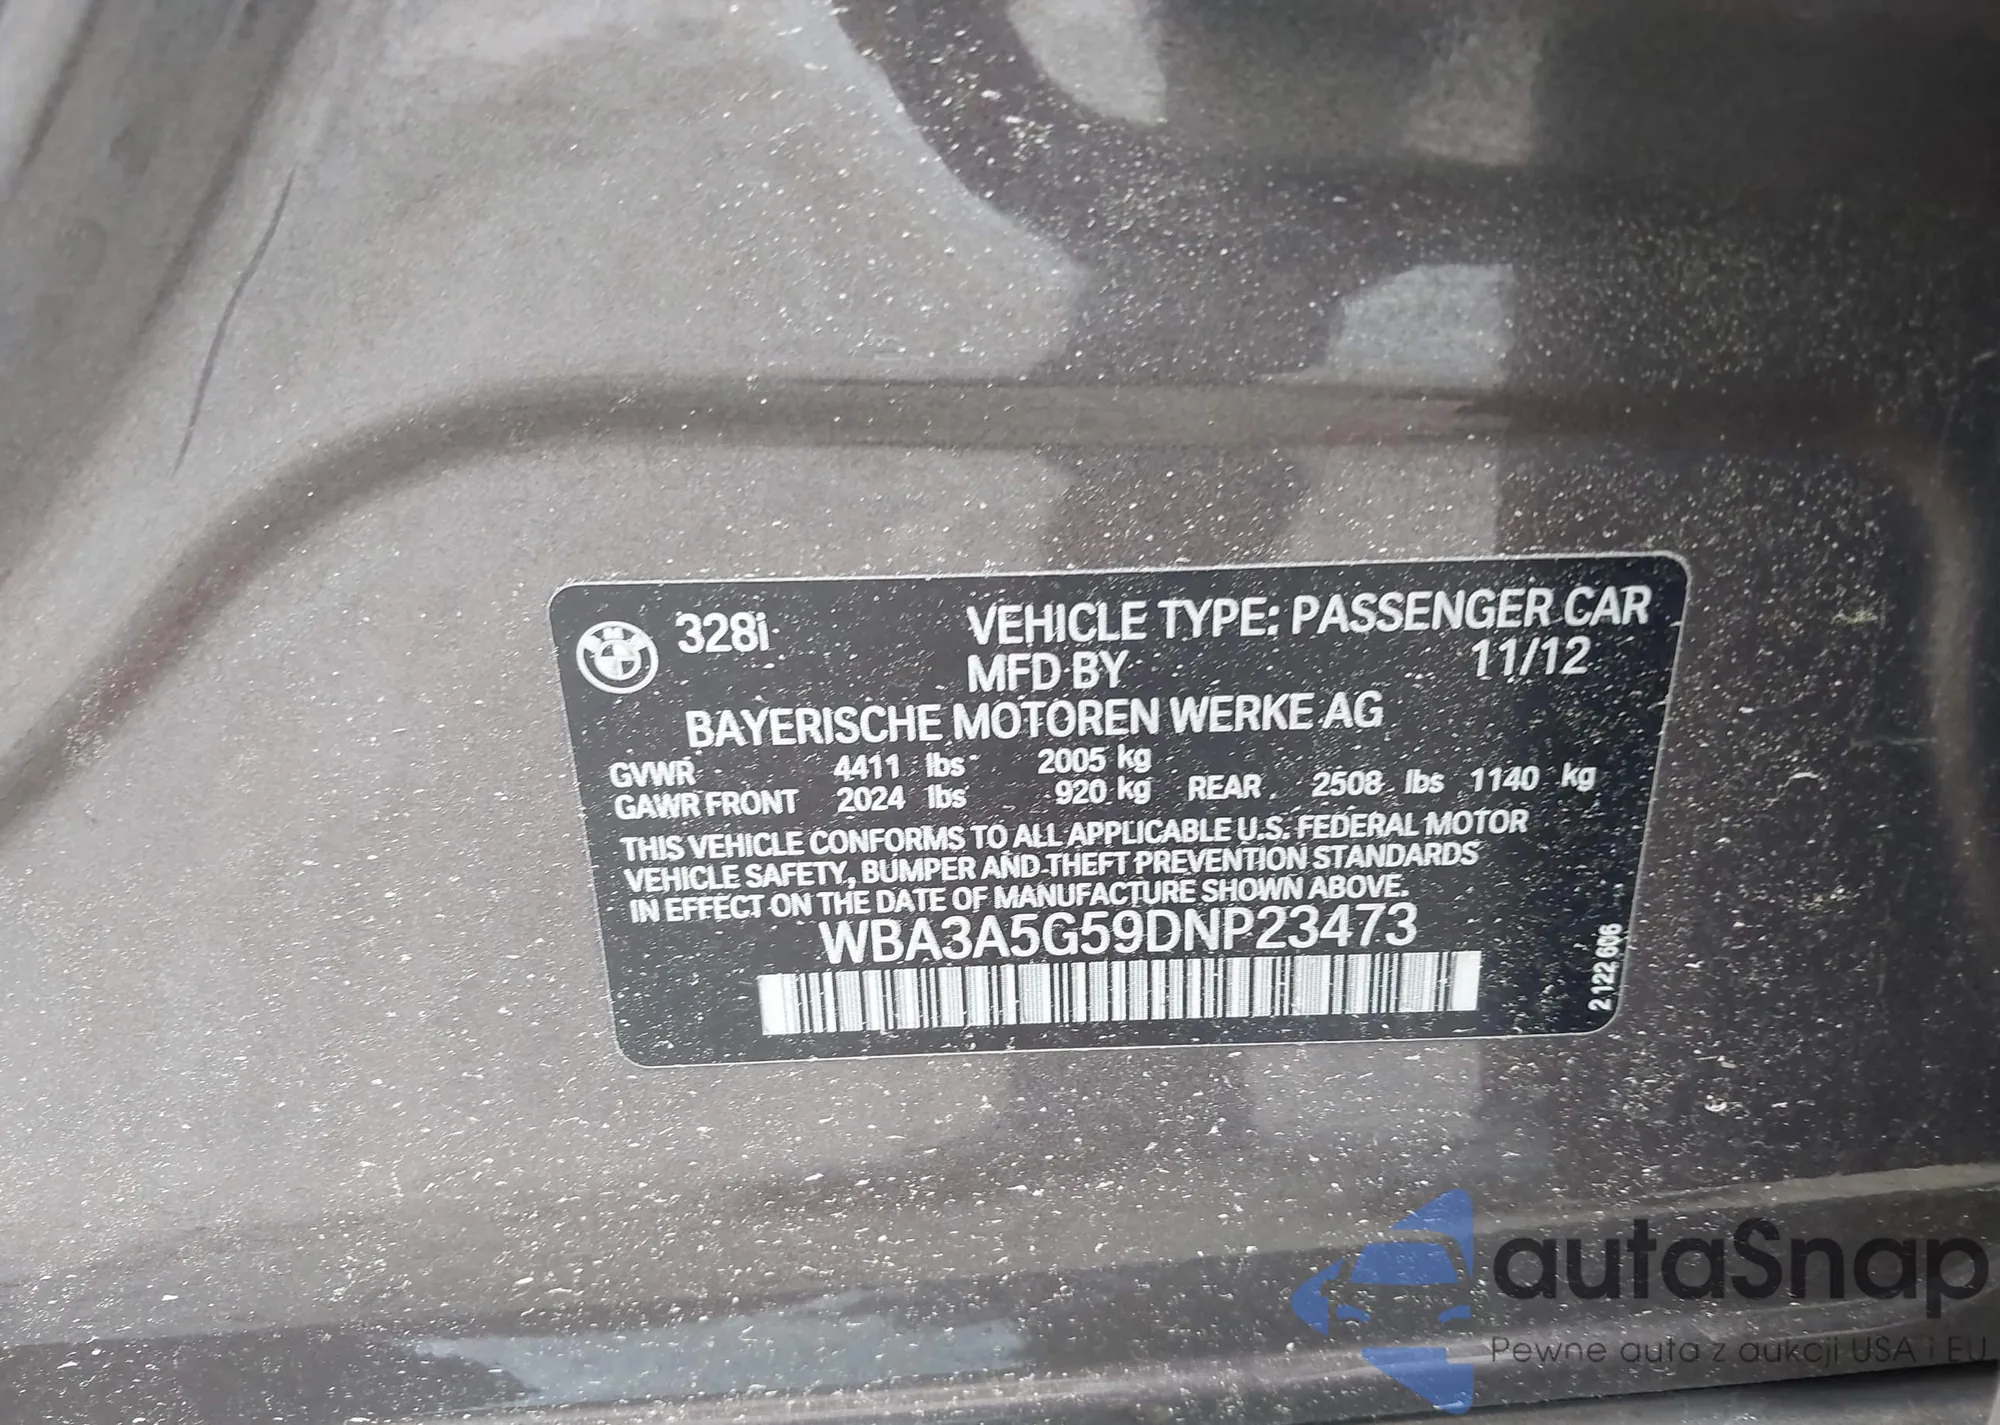 328i VEHICLE TYPE: PASSENGER CAR
MFD BY 11/12
BAYERISCHE MOTOREN WERKE AG
GVWR 4411 lbs 2005 kg
GAWR FRONT 2024 lbs 920 kg REAR 2508 lbs 1140 kg
THIS VEHICLE CONFORMS TO ALL APPLICABLE U.S. FEDERAL MOTOR
VEHICLE SAFETY, BUMPER AND THEFT PREVENTION STANDARDS
IN EFFECT ON THE DATE OF MANUFACTURE SHOWN ABOVE.
WBA3A5G59DNP23473
2 122 606
autaSnap
Pewne auta z aukcji USA i EU